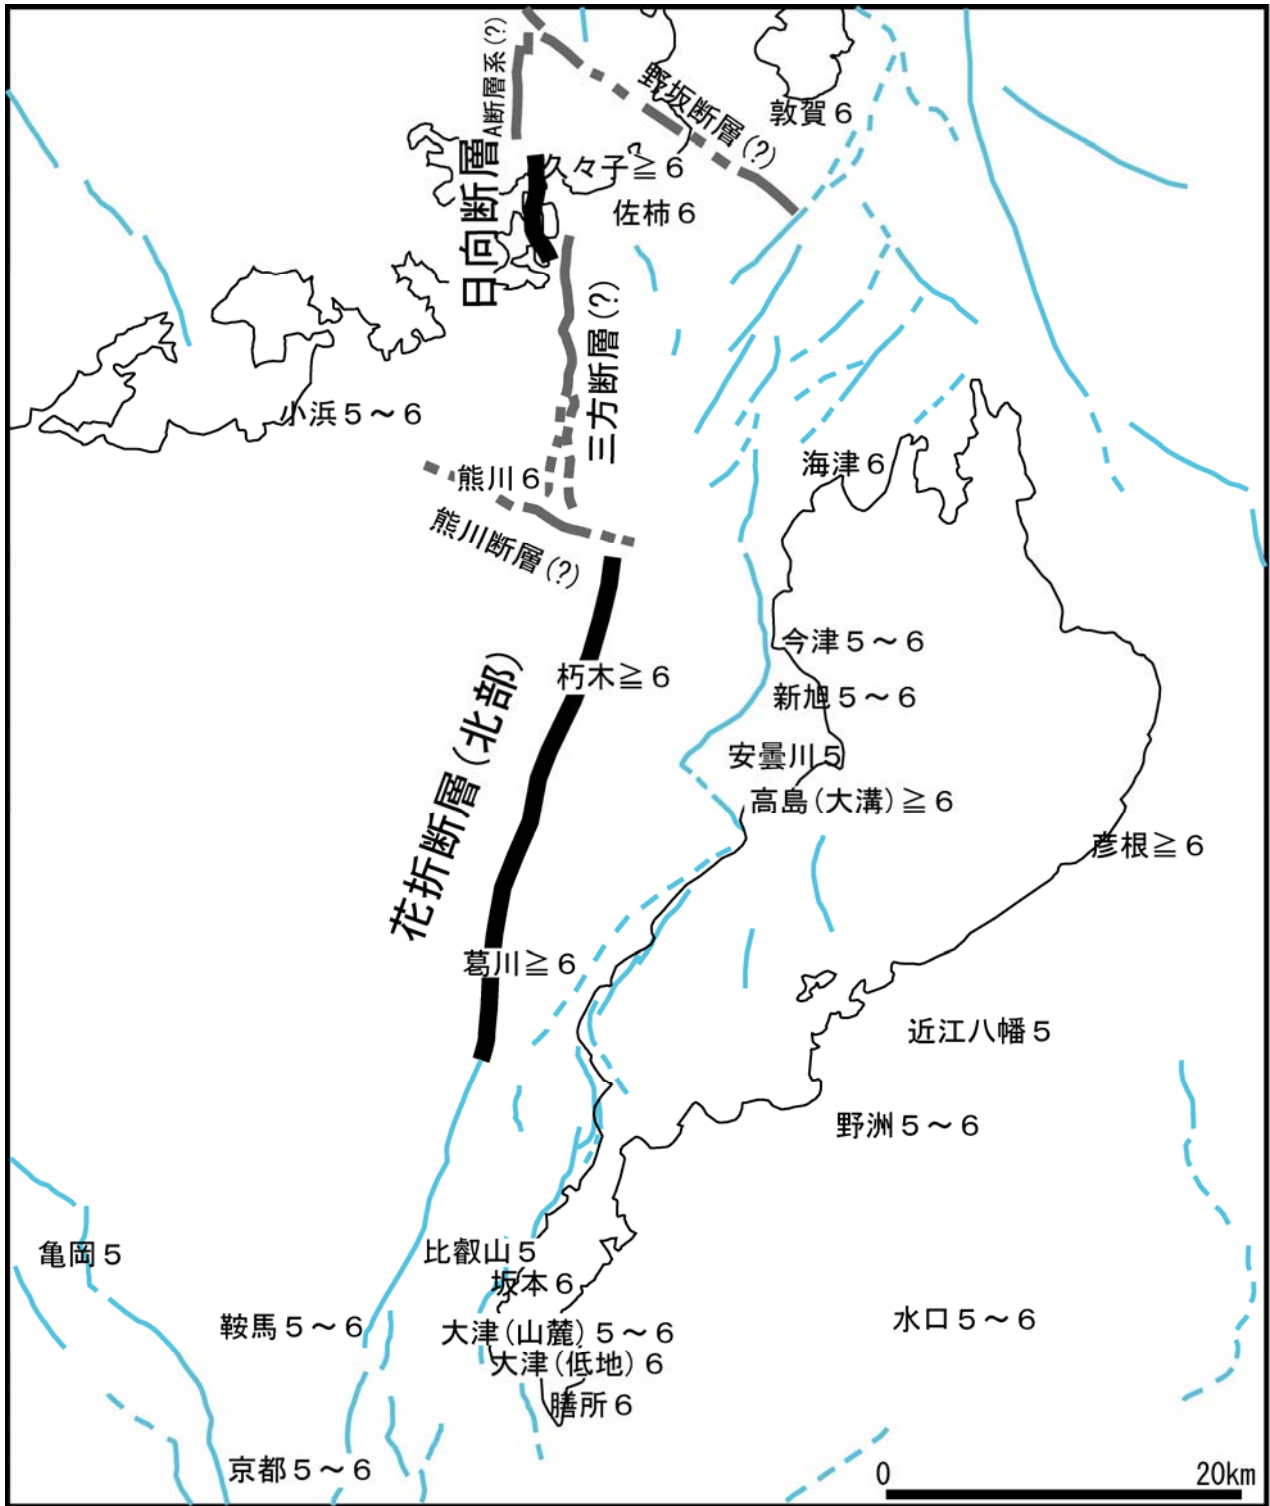 A断層系(?)
野坂断層(?)
敦賀６
日向断層
久々子≧６
佐柿６
三方断層(?)
小浜５～６
熊川６
海津６
熊川断層(?)
今津５～６
朽木≧６
新旭５～６
花折断層(北部)
安曇川５
高島(大溝)≧６
彦根≧６
葛川≧６
近江八幡５
野洲５～６
亀岡５
比叡山５
坂本６
鞍馬５～６
大津(山麓)５～６
水口５～６
大津(低地)６
膳所６
京都５～６
0 20km